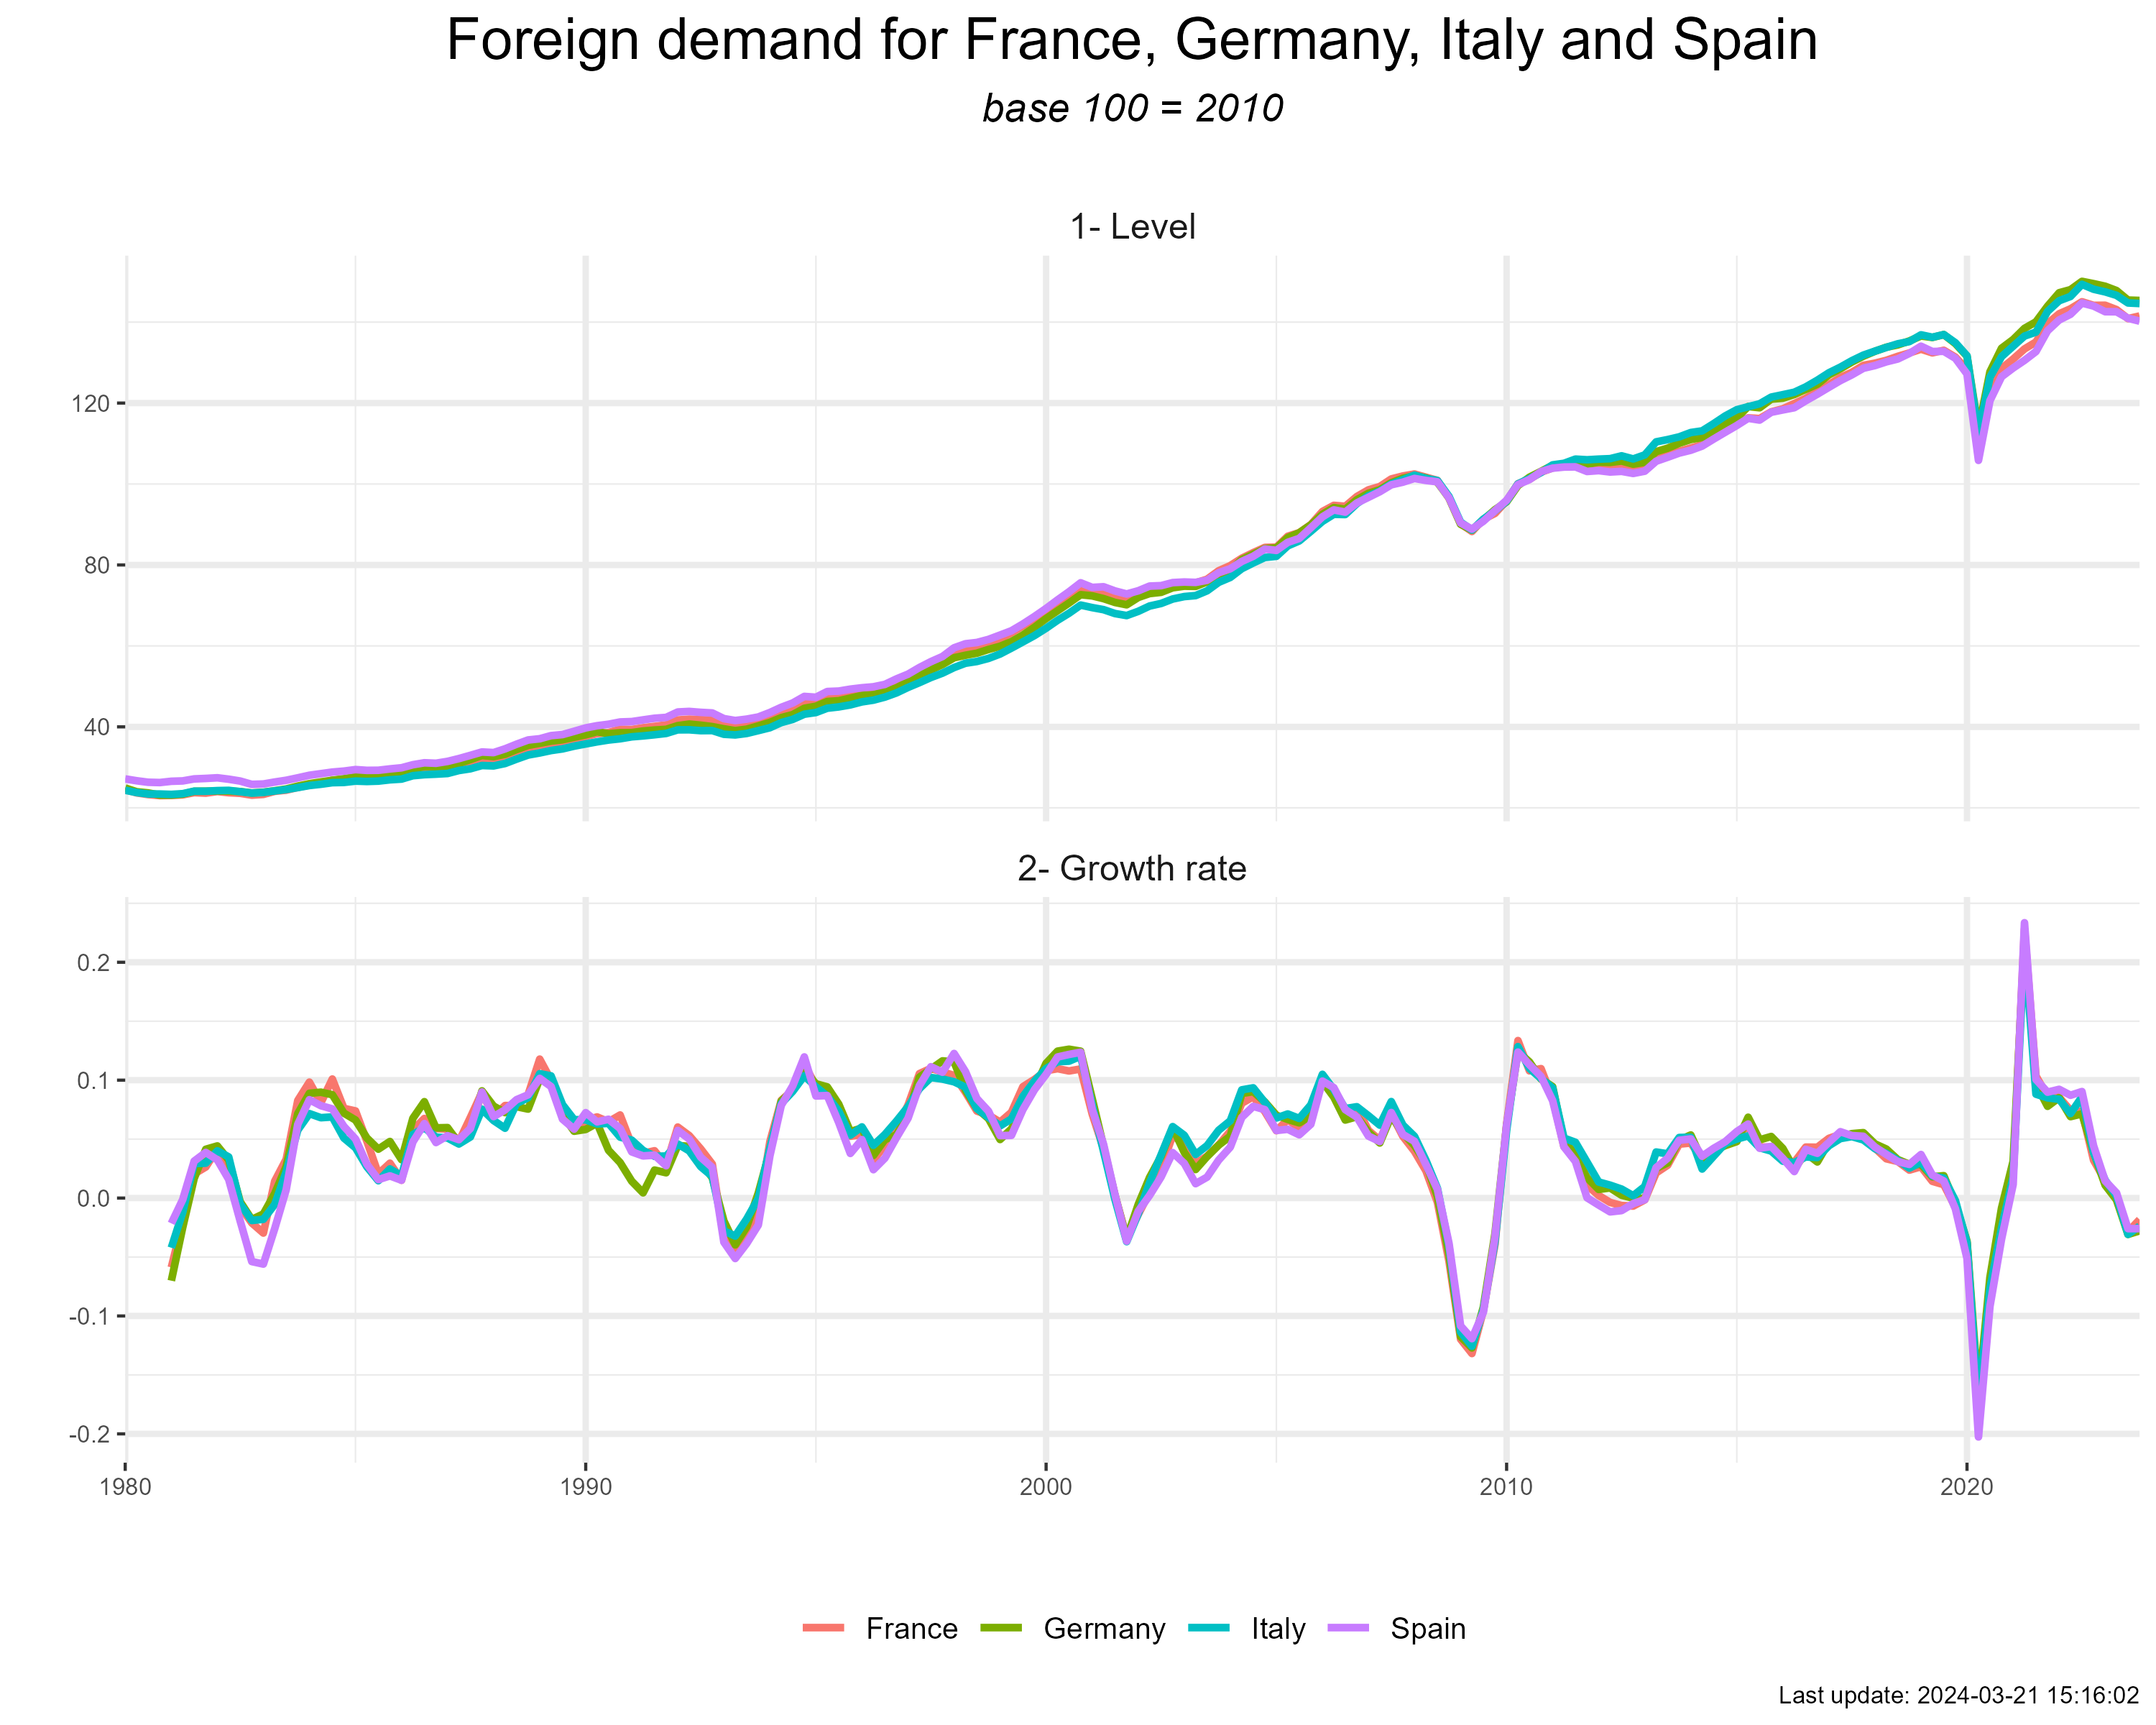 Foreign demand for France, Germany, Italy and Spain
base 100 = 2010
1- Level
120
80
40
2- Growth rate
0.2
0.1
0.0
-0.1
-0.2
1980 1990 2000 2010 2020
France Germany Italy Spain
Last update: 2024-03-21 15:16:02